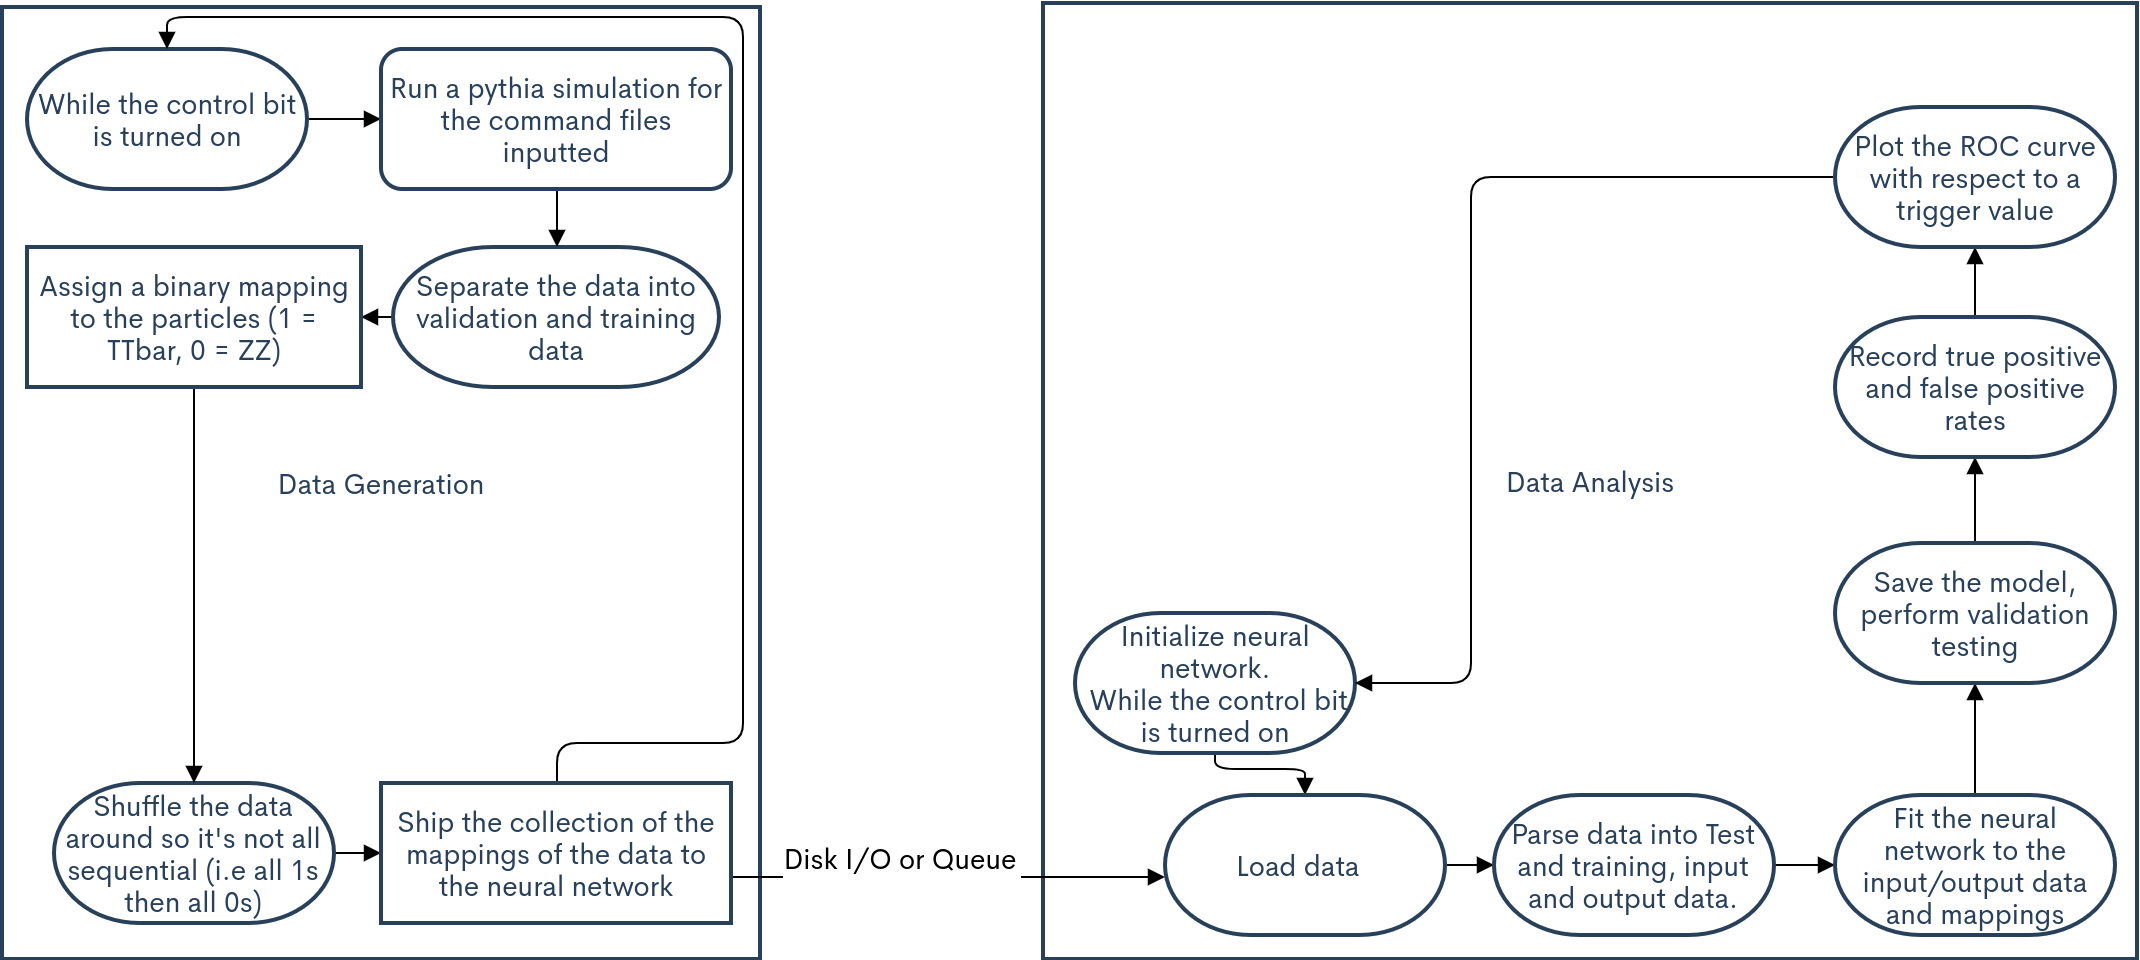 While the control bit
is turned on
Run a pythia simulation for
the command files
inputted
Assign a binary mapping
to the particles (1 =
TTbar, 0 = ZZ)
Separate the data into
validation and training
data
Data Generation
Shuffle the data
around so it's not all
sequential (i.e all 1s
then all 0s)
Ship the collection of the
mappings of the data to
the neural network
Disk I/O or Queue
Plot the ROC curve
with respect to a
trigger value
Record true positive
and false positive
rates
Data Analysis
Save the model,
perform validation
testing
Initialize neural
network.
While the control bit
is turned on
Load data
Parse data into Test
and training, input
and output data.
Fit the neural
network to the
input/output data
and mappings